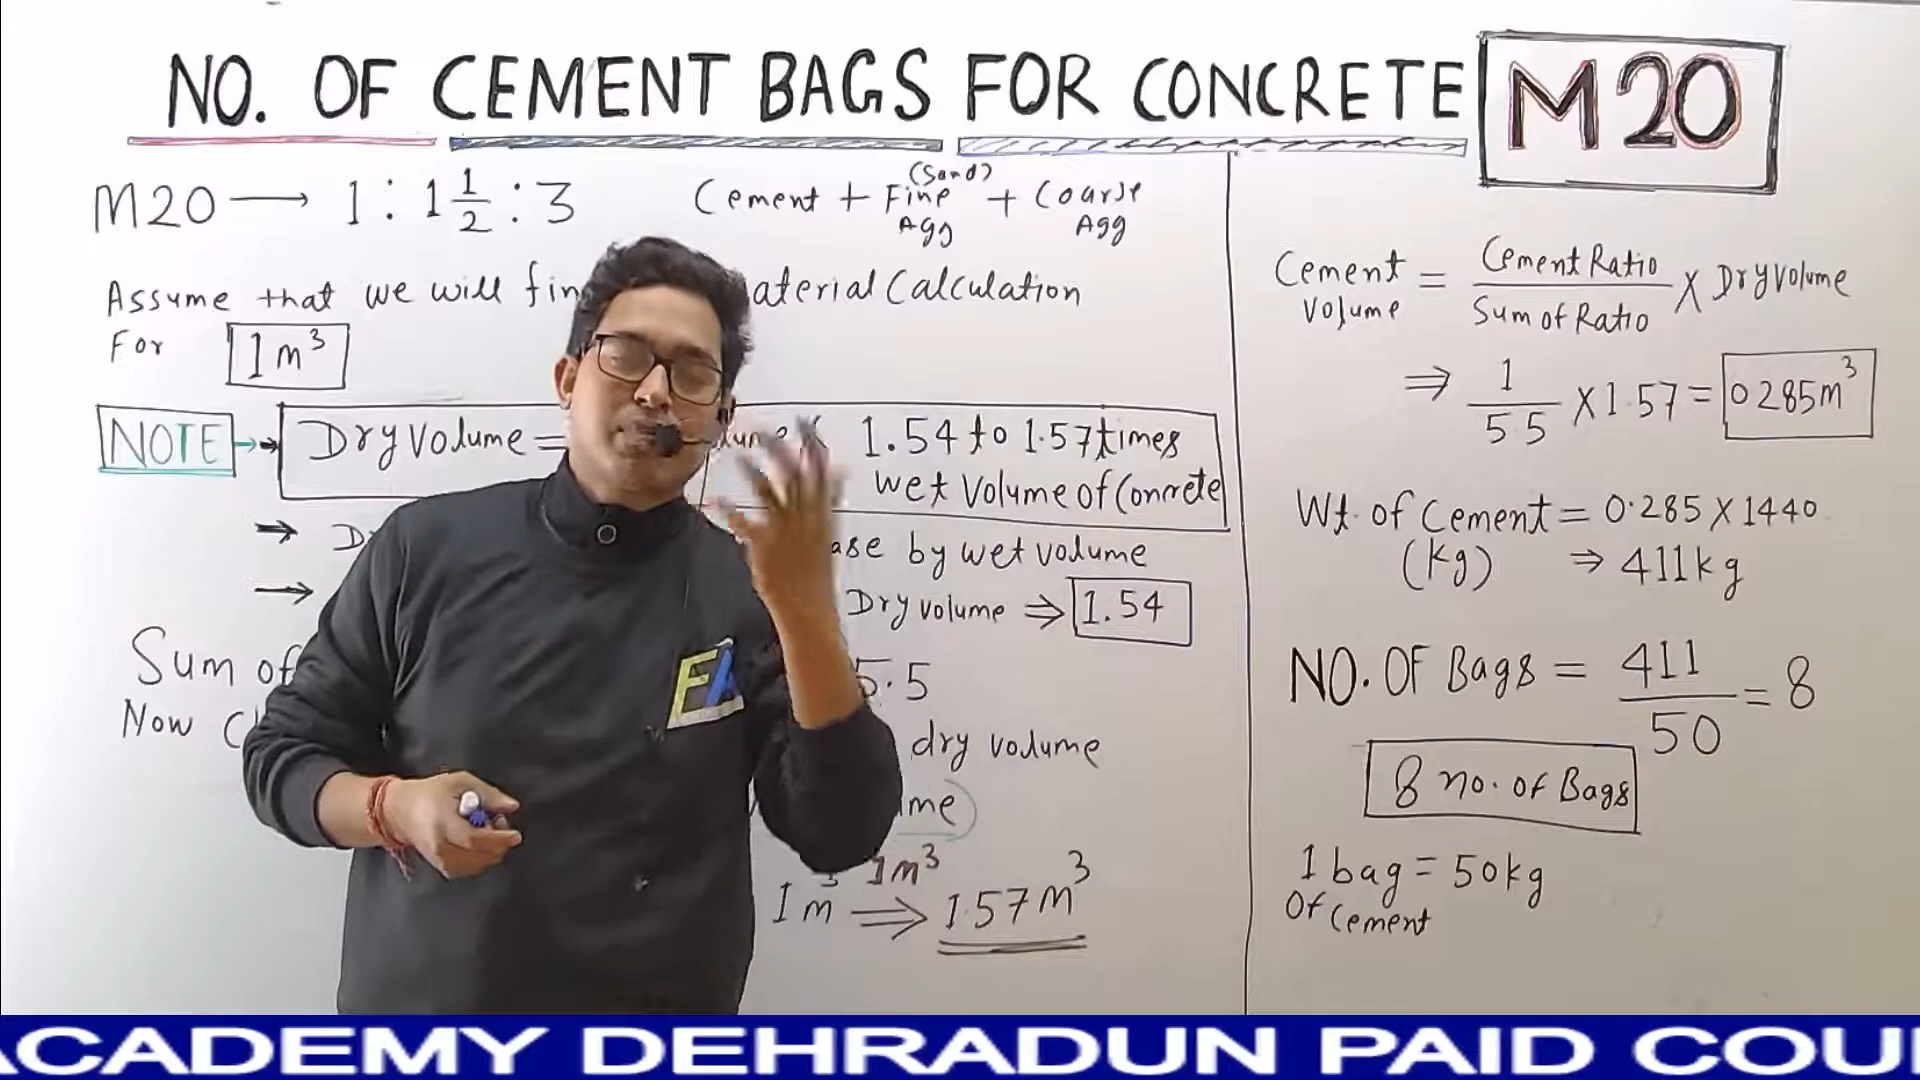 NO. OF CEMENT BAGS FOR CONCRETE M20
M20 → 1 : 1 1/2 : 3
Cement + Fine (Sand) Agg + Coarse Agg
Assume that we will fin aterial Calculation
For 1m³
NOTE → Dry Volume = 1.54 to 1.57 times
wet Volume of Concrete
⇒ ase by wet volume
→ Dry volume ⇒ 1.54
Sum of 5.5
Now dry volume
me
1m³
1m³ ⇒ 1.57m³
Cement Volume = Cement Ratio / Sum of Ratio X Dry Volume
⇒ 1 / 5.5 X 1.57 = 0.285m³
Wt. of Cement = 0.285 X 1440
(kg) ⇒ 411kg
NO. OF Bags = 411 / 50 = 8
8 no. of Bags
1 bag = 50kg
Of Cement
EA
ACADEMY DEHRADUN PAID COU